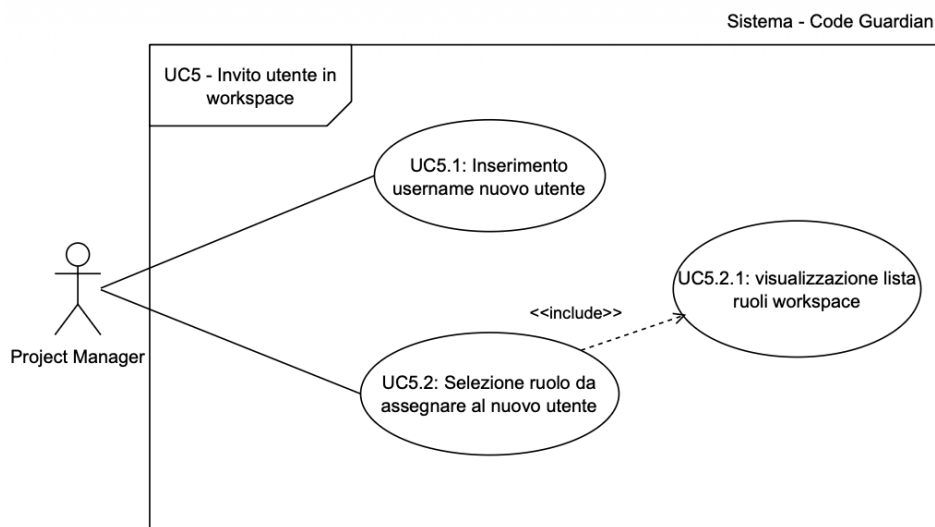 Sistema - Code Guardian
UC5 - Invito utente in
workspace
UC5.1: Inserimento
username nuovo utente
UC5.2.1: visualizzazione lista
ruoli workspace
<<include>>
Project Manager
UC5.2: Selezione ruolo da
assegnare al nuovo utente